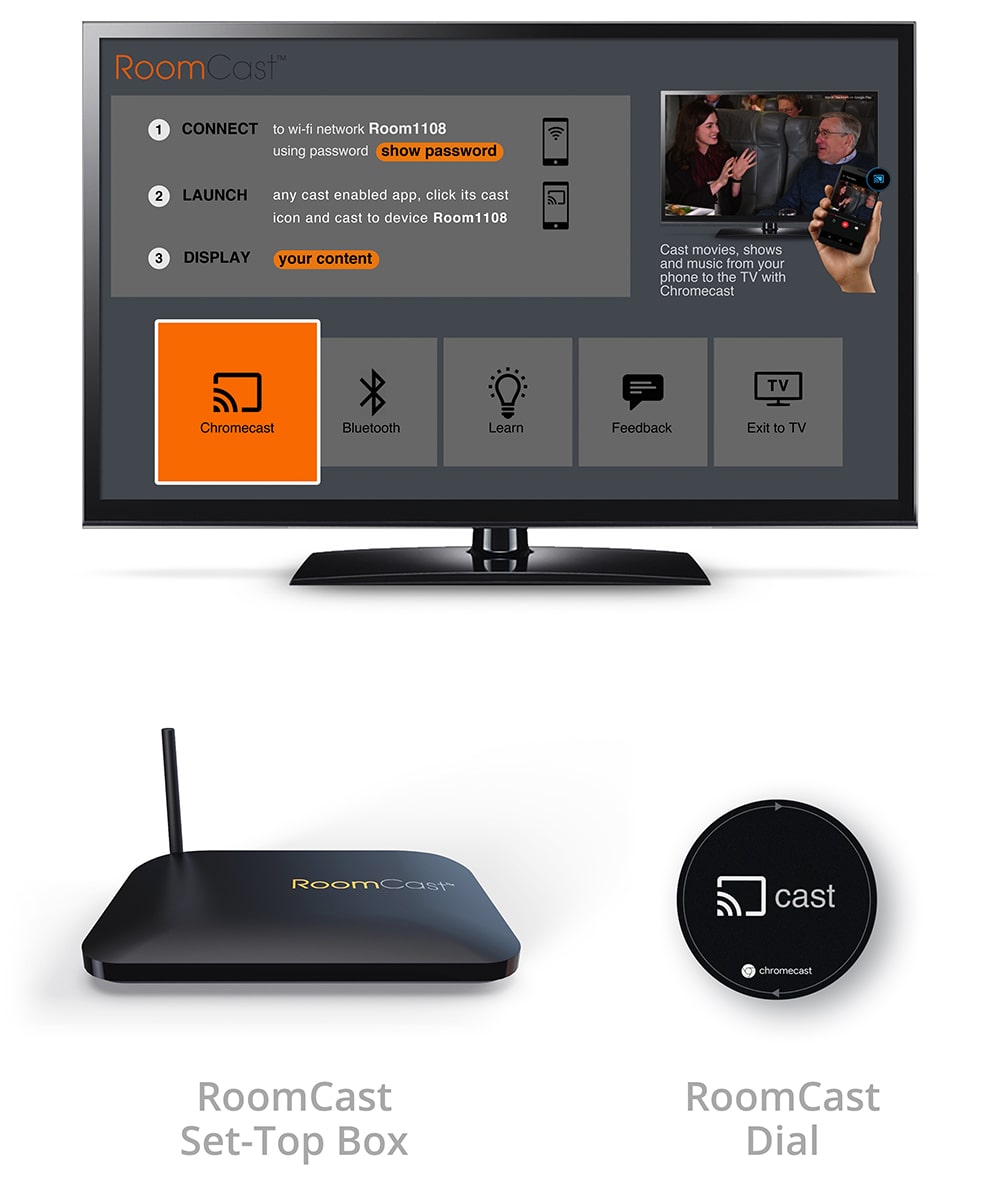 RoomCast™
1 CONNECT to wi-fi network Room1108
using password show password
2 LAUNCH any cast enabled app, click its cast
icon and cast to device Room1108
3 DISPLAY your content
Cast movies, shows
and music from your
phone to the TV with
Chromecast
Chromecast
Bluetooth
Learn
Feedback
TV
Exit to TV
RoomCast™
cast
chromecast
RoomCast
Set-Top Box
RoomCast
Dial